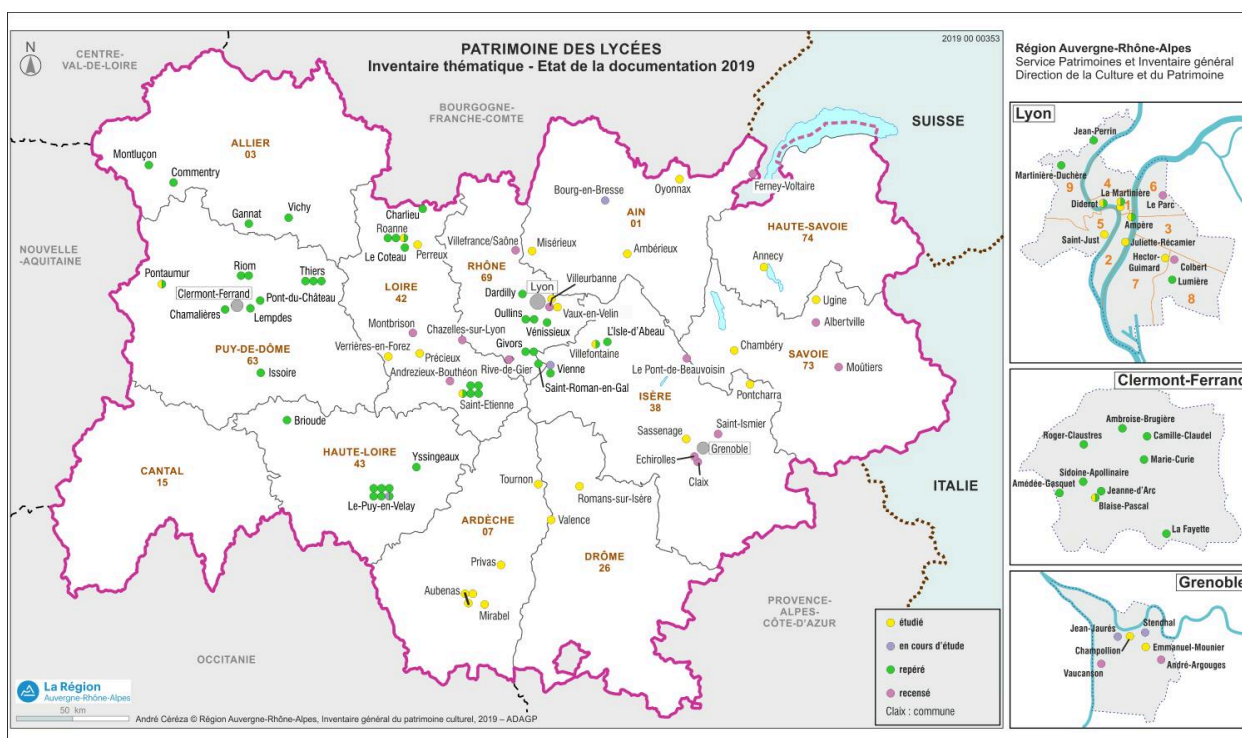 PATRIMOINE DES LYCÉES
Inventaire thématique - Etat de la documentation 2019
2019 00 00353
N
CENTRE-
VAL-DE-LOIRE
BOURGOGNE-
FRANCHE-COMTE
SUISSE
NOUVELLE
-AQUITAINE
ITALIE
PROVENCE-
ALPES-
CÔTE-D'AZUR
OCCITANIE
ALLIER
03
Montluçon
Commentry
Gannat
Vichy
Pontaumur
Riom
Thiers
Clermont-Ferrand
Pont-du-Château
Chamalières
Lempdes
PUY-DE-DÔME
63
Issoire
CANTAL
15
Brioude
HAUTE-LOIRE
43
Yssingeaux
Le-Puy-en-Velay
Charlieu
Roanne
Le Coteau
Perreux
LOIRE
42
Montbrison
Chazelles-sur-Lyon
Verrières-en-Forez
Précieux
Andrezieux-Bouthéon
Rive-de-Gier
Saint-Etienne
Villefranche/Saône
RHÔNE
69
Dardilly
Lyon
Villeurbanne
Vaux-en-Velin
Oullins
Vénissieux
Givors
Vienne
Saint-Roman-en-Gal
Bourg-en-Bresse
Oyonnax
AIN
01
Misérieux
Ambérieux
Ferney-Voltaire
HAUTE-SAVOIE
74
Annecy
Ugine
Albertville
Chambéry
SAVOIE
73
Moûtiers
L'Isle-d'Abeau
Villefontaine
Le Pont-de-Beauvoisin
Pontcharra
ISÈRE
38
Saint-Ismier
Sassenage
Grenoble
Echirolles
Claix
Tournon
Romans-sur-Isère
ARDÈCHE
07
Valence
DRÔME
26
Privas
Aubenas
Mirabel
étudié
en cours d'étude
repéré
recensé
Claix : commune
La Région
Auvergne-Rhône-Alpes
50 km
André Céréza © Région Auvergne-Rhône-Alpes, Inventaire général du patrimoine culturel, 2019 – ADAGP
Région Auvergne-Rhône-Alpes
Service Patrimoines et Inventaire général
Direction de la Culture et du Patrimoine
Lyon
Jean-Perrin
Martinière-Duchère
9
4
La Martinière
6
Diderot
1
Le Parc
Ampère
5
3
Saint-Just
Juliette-Récamier
2
Hector-
Guimard
Colbert
7
Lumière
8
Clermont-Ferrand
Ambroise-Brugière
Roger-Claustres
Camille-Claudel
Marie-Curie
Sidoine-Apollinaire
Amédée-Gasquet
Jeanne-d'Arc
Blaise-Pascal
La Fayette
Grenoble
Jean-Jaurés
Stendhal
Champollion
Emmanuel-Mounier
Vaucanson
André-Argouges